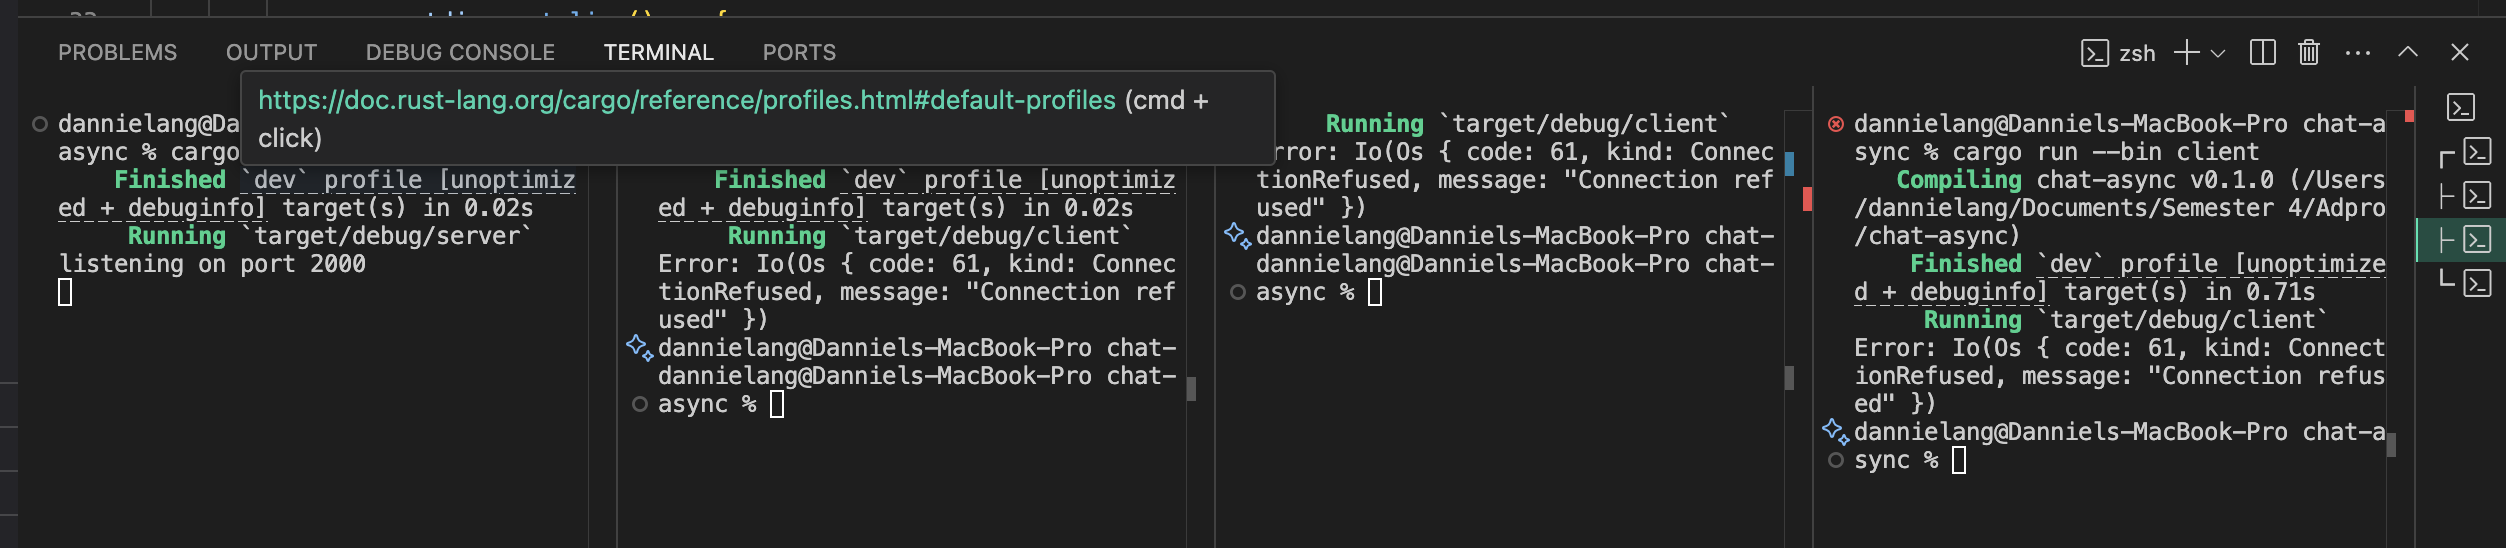 PROBLEMS OUTPUT DEBUG CONSOLE TERMINAL PORTS
zsh
https://doc.rust-lang.org/cargo/reference/profiles.html#default-profiles (cmd +
click)
dannielang@Da
async % cargo
Finished `dev` profile [unoptimiz
ed + debuginfo] target(s) in 0.02s
Running `target/debug/server`
listening on port 2000
Finished `dev` profile [unoptimiz
ed + debuginfo] target(s) in 0.02s
Running `target/debug/client`
Error: Io(Os { code: 61, kind: Connec
tionRefused, message: "Connection ref
used" })
dannielang@Danniels-MacBook-Pro chat-
dannielang@Danniels-MacBook-Pro chat-
async %
Running `target/debug/client`
rror: Io(Os { code: 61, kind: Connec
tionRefused, message: "Connection ref
used" })
dannielang@Danniels-MacBook-Pro chat-
dannielang@Danniels-MacBook-Pro chat-
async %
dannielang@Danniels-MacBook-Pro chat-a
sync % cargo run --bin client
Compiling chat-async v0.1.0 (/Users
/dannielang/Documents/Semester 4/Adpro
/chat-async)
Finished `dev` profile [unoptimize
d + debuginfo] target(s) in 0.71s
Running `target/debug/client`
Error: Io(Os { code: 61, kind: Connect
ionRefused, message: "Connection refus
ed" })
dannielang@Danniels-MacBook-Pro chat-a
sync %